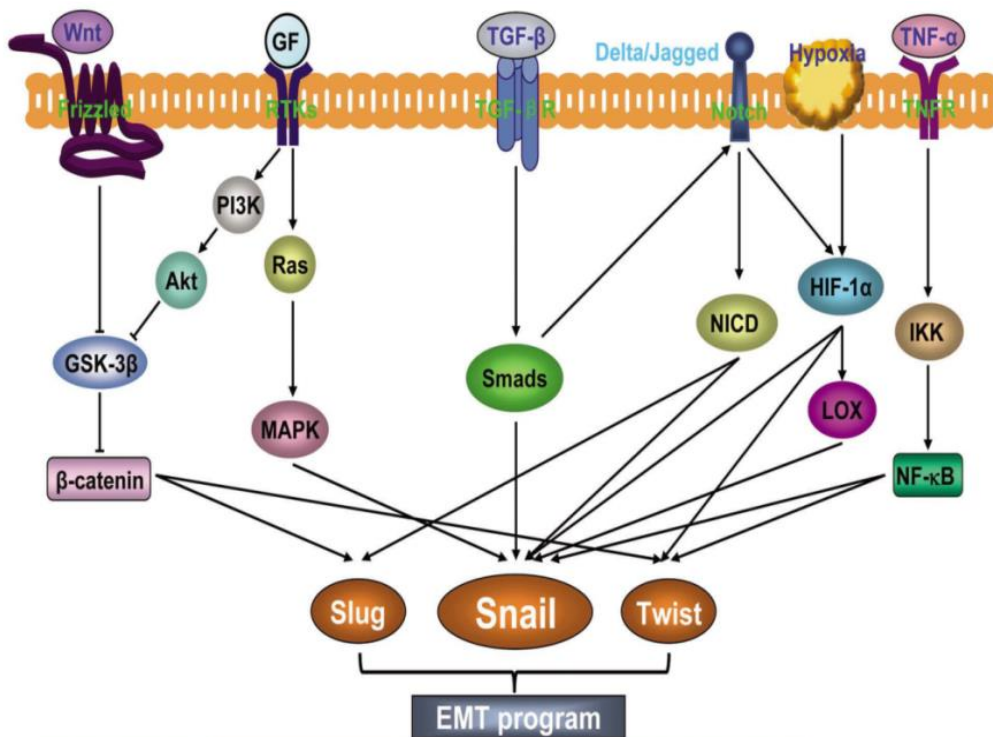 Wnt
GF
TGF-β
Delta/Jagged
Hypoxia
TNF-α
Frizzled
RTKs
TGF-βR
Notch
TNFR
PI3K
Akt
Ras
HIF-1α
NICD
IKK
GSK-3β
Smads
LOX
MAPK
β-catenin
NF-κB
Slug
Snail
Twist
EMT program